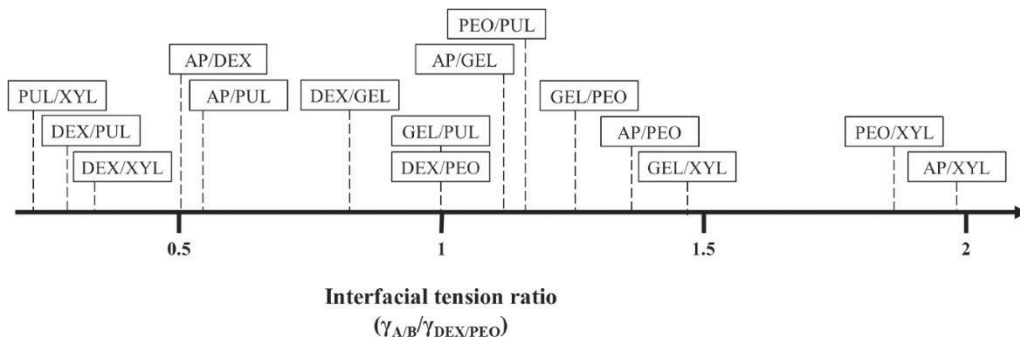 PEO/PUL
AP/DEX
AP/GEL
PUL/XYL
AP/PUL
DEX/GEL
GEL/PEO
DEX/PUL
GEL/PUL
AP/PEO
PEO/XYL
DEX/XYL
DEX/PEO
GEL/XYL
AP/XYL
0.5
1
1.5
2
Interfacial tension ratio
(γA/B/γDEX/PEO)